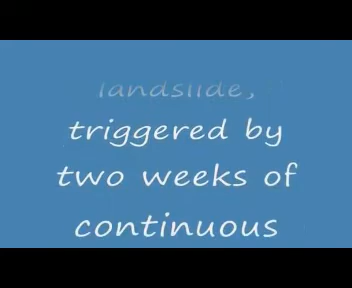 landslide,
triggered by
two weeks of
continuous